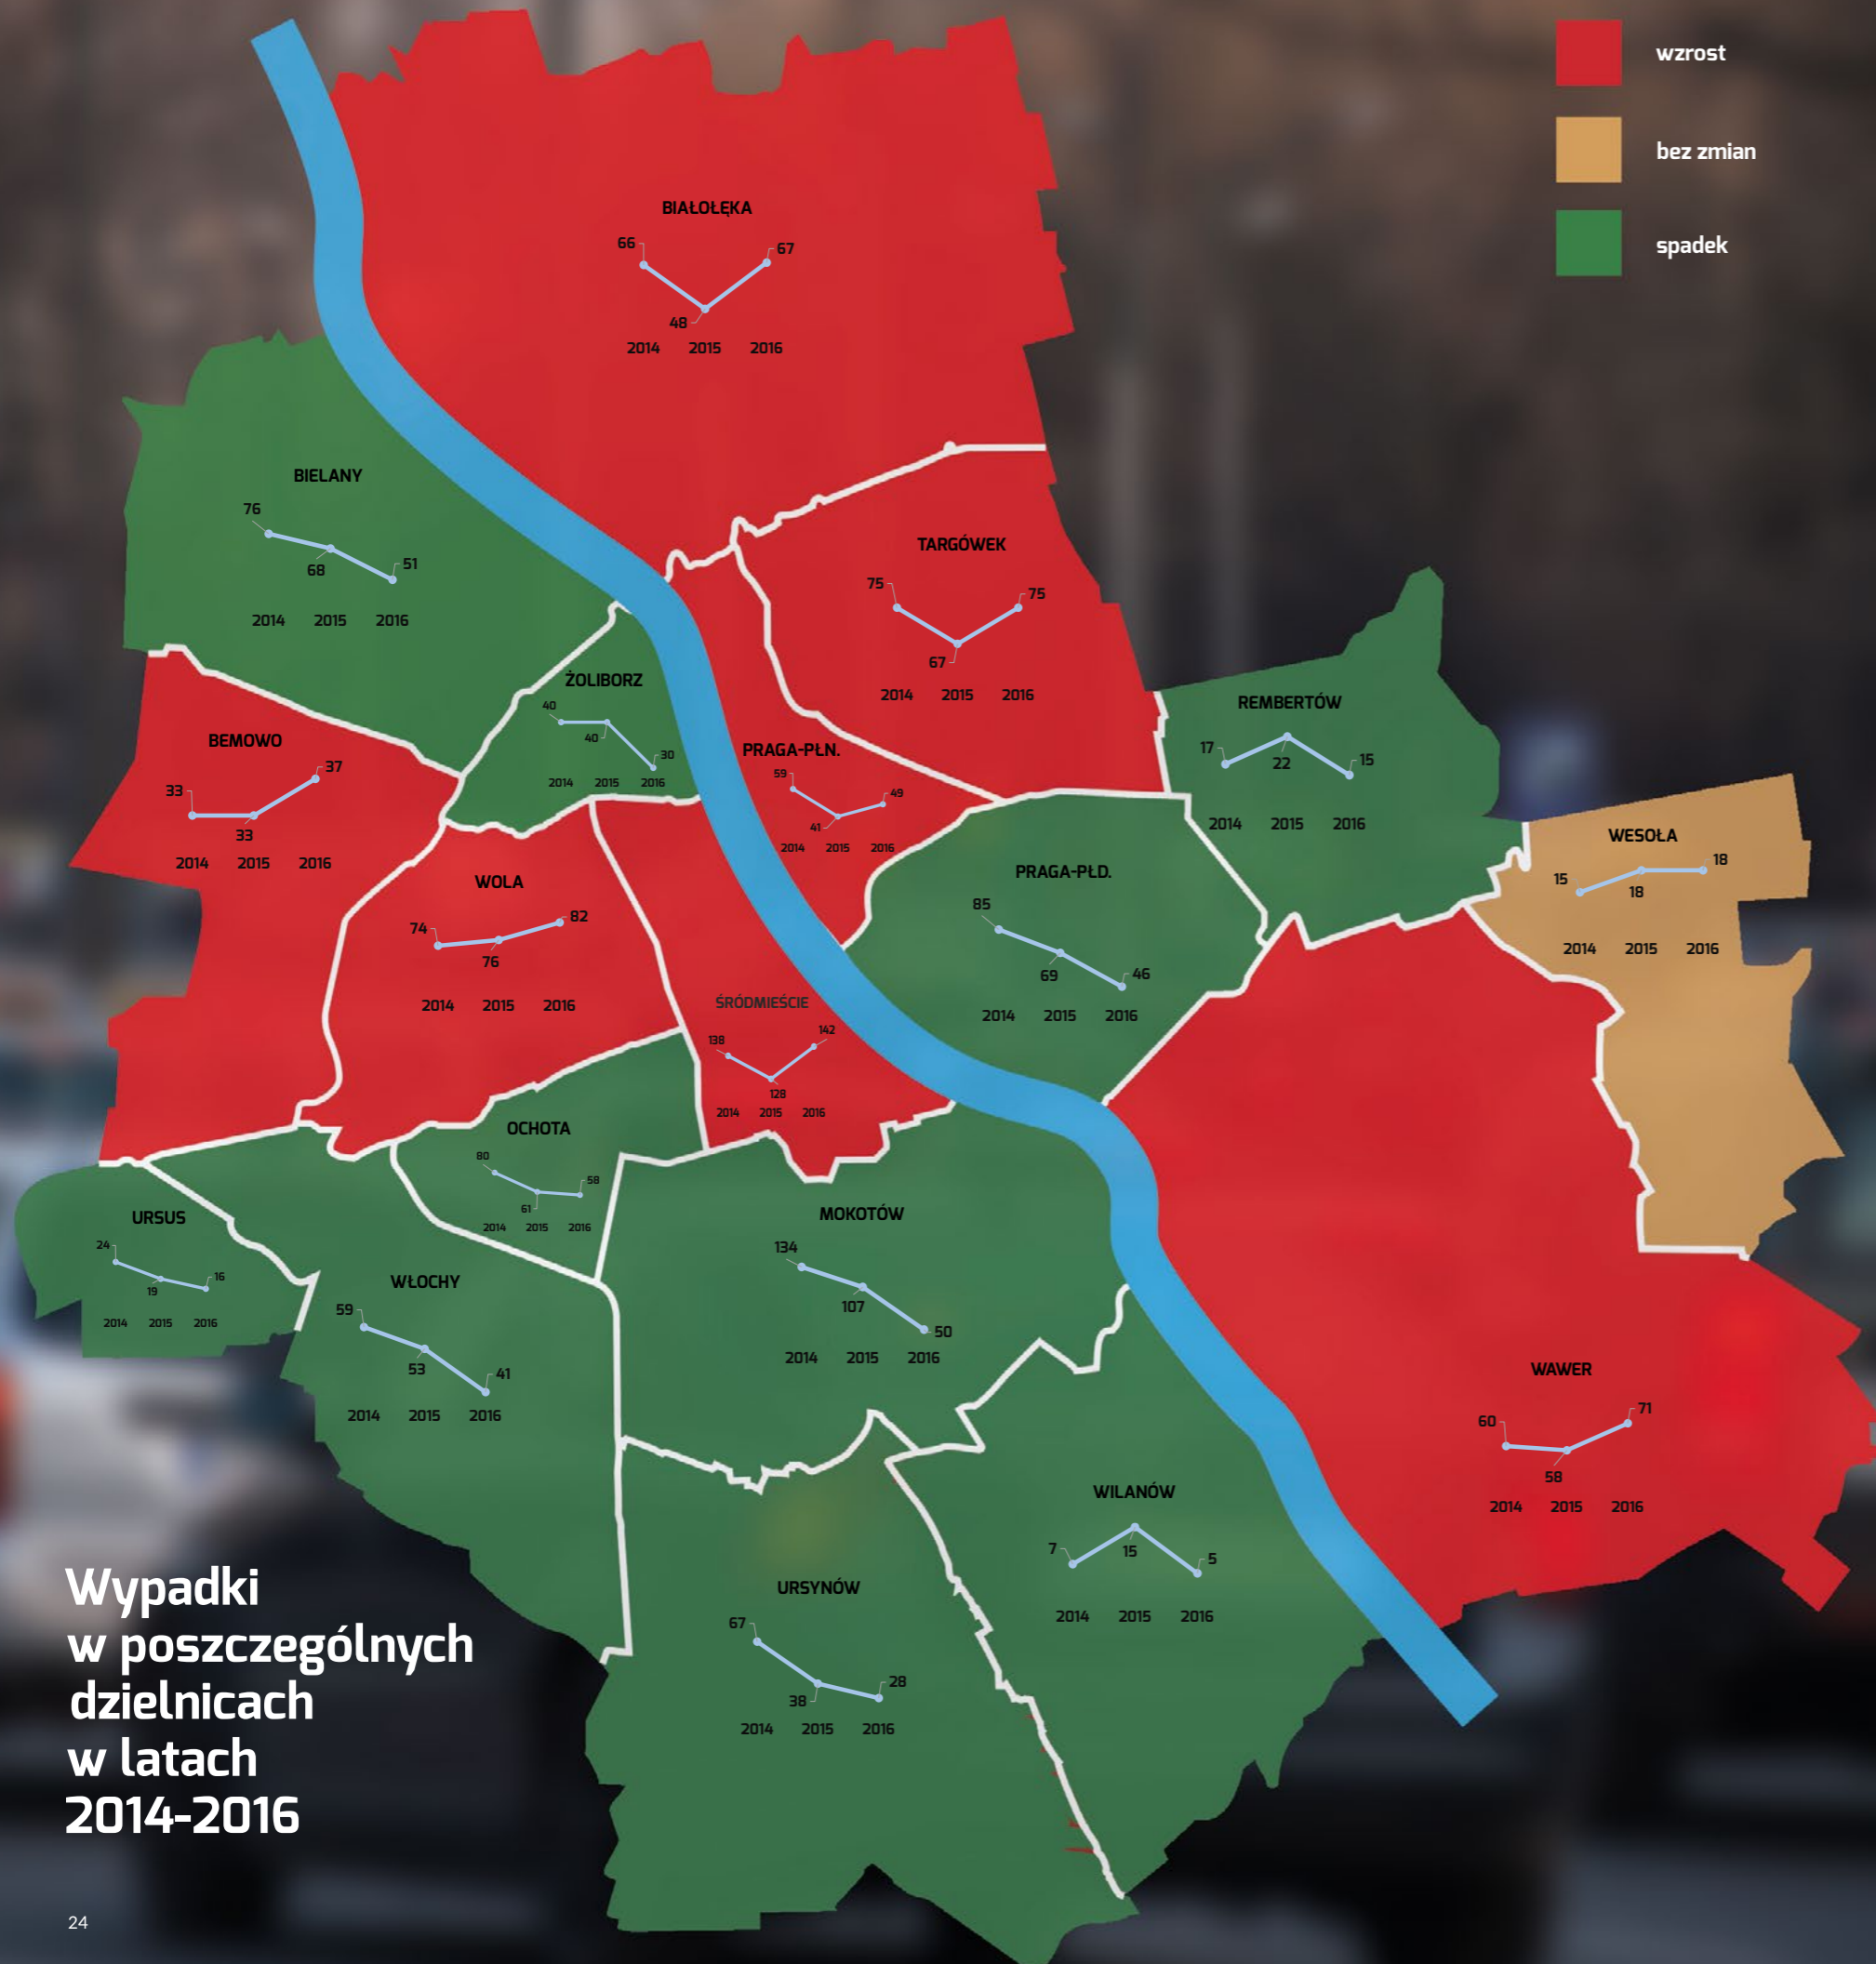 wzrost
bez zmian
spadek
BIAŁOŁĘKA
66
67
48
2014 2015 2016
BIELANY
76
68
51
2014 2015 2016
TARGÓWEK
75
75
67
2014 2015 2016
ŻOLIBORZ
40
40
30
2014 2015 2016
REMBERTÓW
17
22
15
2014 2015 2016
BEMOWO
33
33
37
2014 2015 2016
PRAGA-PŁN.
59
41
49
2014 2015 2016
WESOŁA
15
18
18
2014 2015 2016
WOLA
74
76
82
2014 2015 2016
PRAGA-PŁD.
85
69
46
2014 2015 2016
ŚRÓDMIEŚCIE
138
128
142
2014 2015 2016
OCHOTA
80
61
58
2014 2015 2016
URSUS
24
19
16
2014 2015 2016
MOKOTÓW
134
107
50
2014 2015 2016
WŁOCHY
59
53
41
2014 2015 2016
WAWER
60
58
71
2014 2015 2016
WILANÓW
7
15
5
2014 2015 2016
URSYNÓW
67
38
28
2014 2015 2016
Wypadki
w poszczególnych
dzielnicach
w latach
2014-2016
24